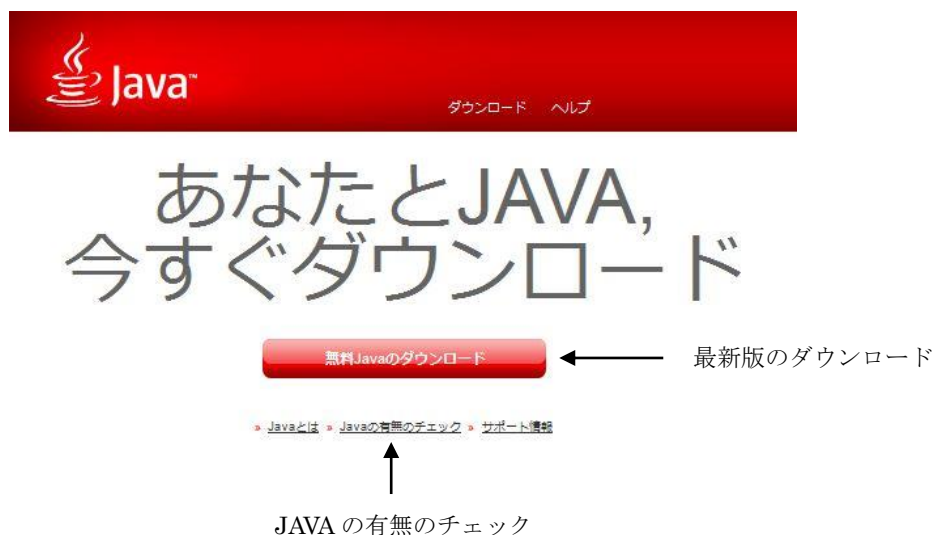 Java™
ダウンロード ヘルプ
あなたとJAVA,
今すぐダウンロード
無料Javaのダウンロード
最新版のダウンロード
» Javaとは » Javaの有無のチェック » サポート情報
JAVA の有無のチェック